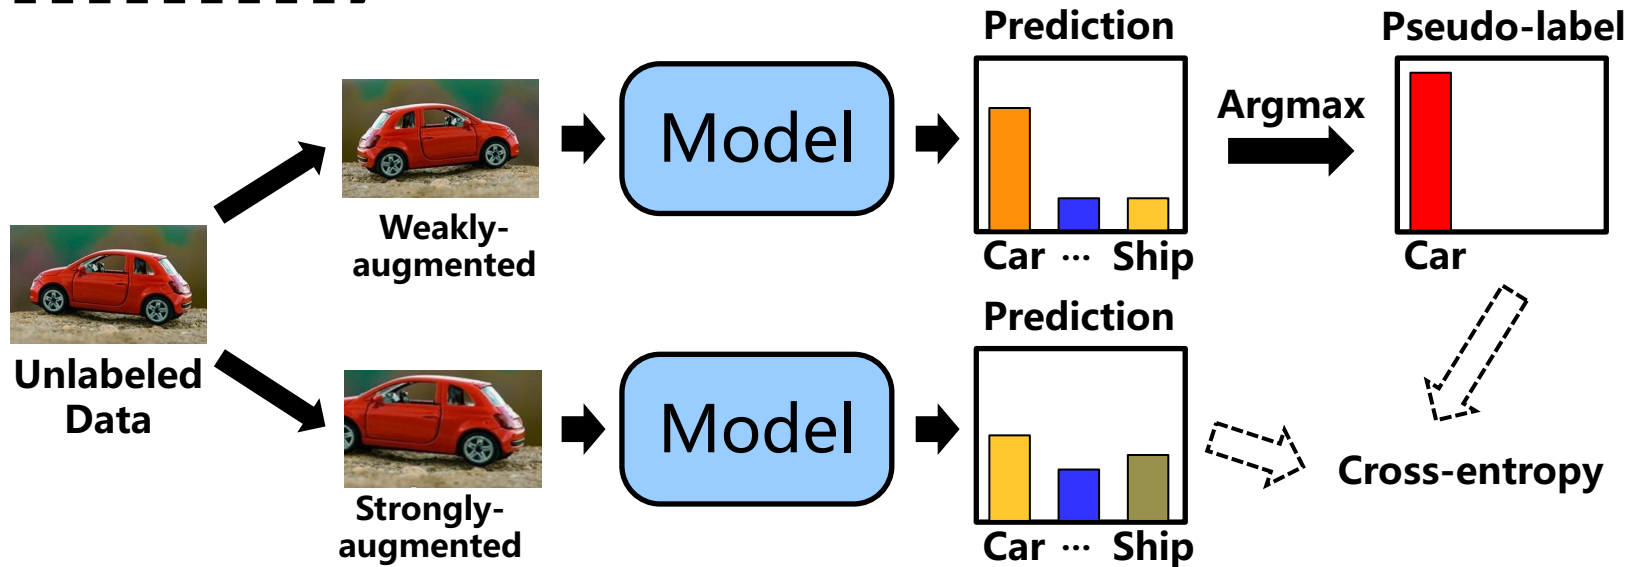 Prediction
Pseudo-label
Model
Argmax
Weakly-
augmented
Car ... Ship
Car
Unlabeled
Data
Prediction
Model
Cross-entropy
Strongly-
augmented
Car ... Ship